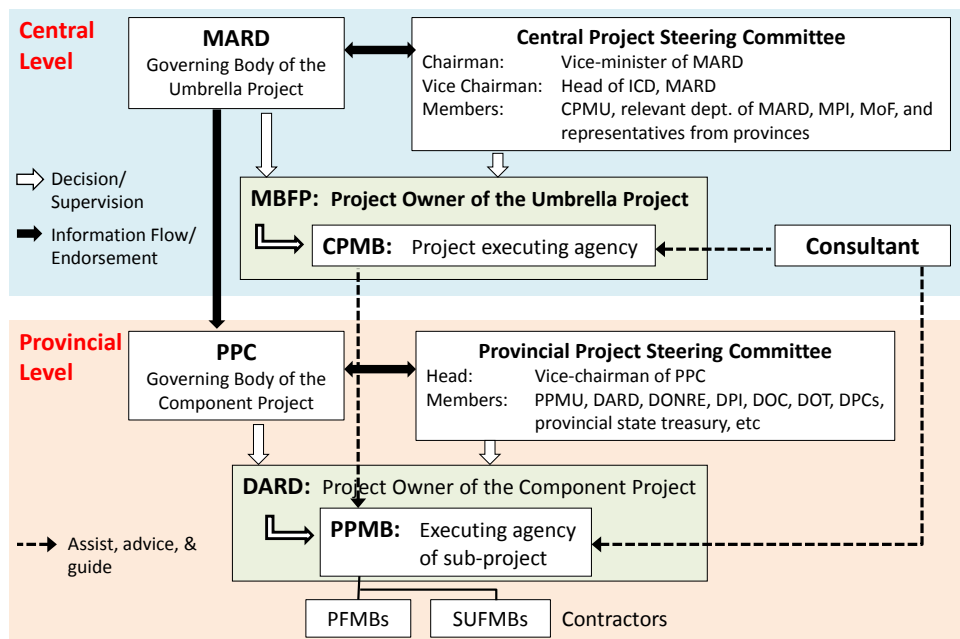 Central
Level
MARD
Governing Body of the
Umbrella Project
Central Project Steering Committee
Chairman: Vice-minister of MARD
Vice Chairman: Head of ICD, MARD
Members: CPMU, relevant dept. of MARD, MPI, MoF, and
representatives from provinces
Decision/
Supervision
Information Flow/
Endorsement
MBFP: Project Owner of the Umbrella Project
CPMB: Project executing agency
Consultant
Provincial
Level
PPC
Governing Body of the
Component Project
Provincial Project Steering Committee
Head: Vice-chairman of PPC
Members: PPMU, DARD, DONRE, DPI, DOC, DOT, DPCs,
provincial state treasury, etc
DARD: Project Owner of the Component Project
PPMB: Executing agency
of sub-project
Assist, advice, &
guide
PFMBs
SUFMBs
Contractors